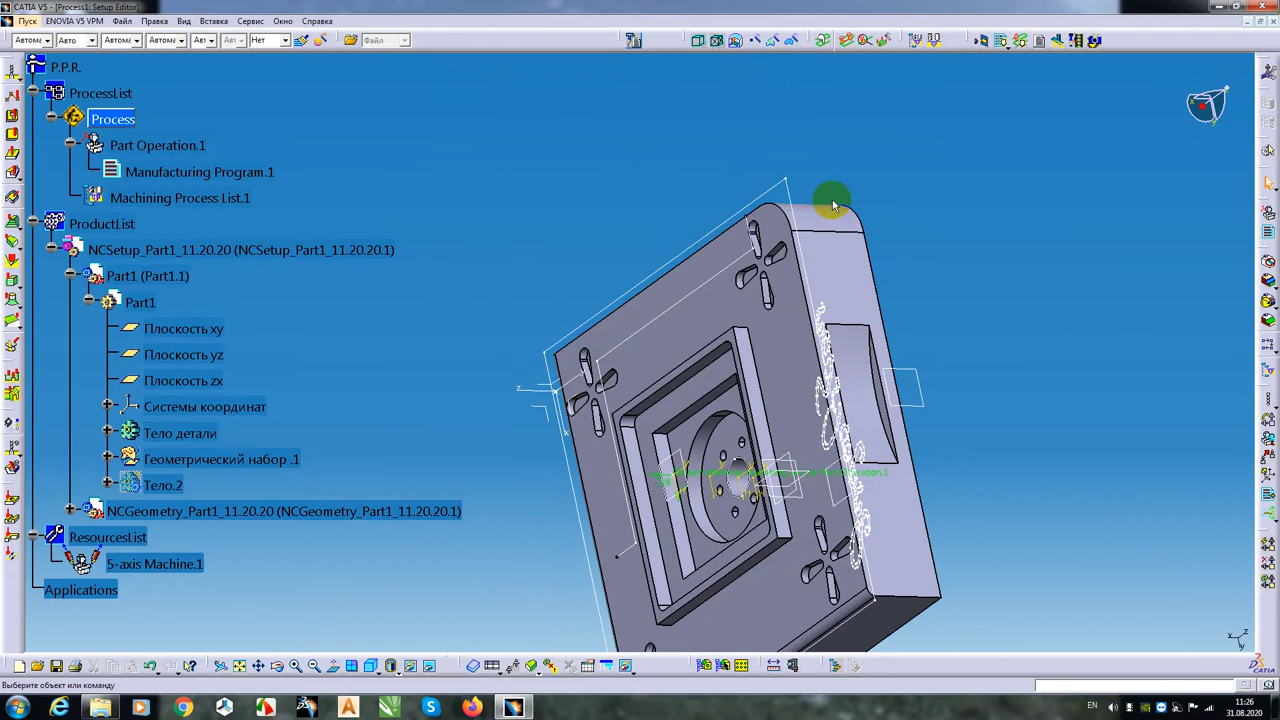 CATIA V5 - [Process1: Setup Editor]
Пуск ENOVIA V5 VPM Файл Правка Вид Вставка Сервис Окно Справка
Автома Авто Автома Автома Авт Авт Нет Файл
P.P.R.
ProcessList
Process
Part Operation.1
Manufacturing Program.1
Machining Process List.1
ProductList
NCSetup_Part1_11.20.20 (NCSetup_Part1_11.20.20.1)
Part1 (Part1.1)
Part1
Плоскость xy
Плоскость yz
Плоскость zx
Системы координат
Тело детали
Геометрический набор .1
Тело.2
NCGeometry_Part1_11.20.20 (NCGeometry_Part1_11.20.20.1)
ResourcesList
5-axis Machine.1
Applications
Выберите объект или команду
EN 11:26
31.08.2020